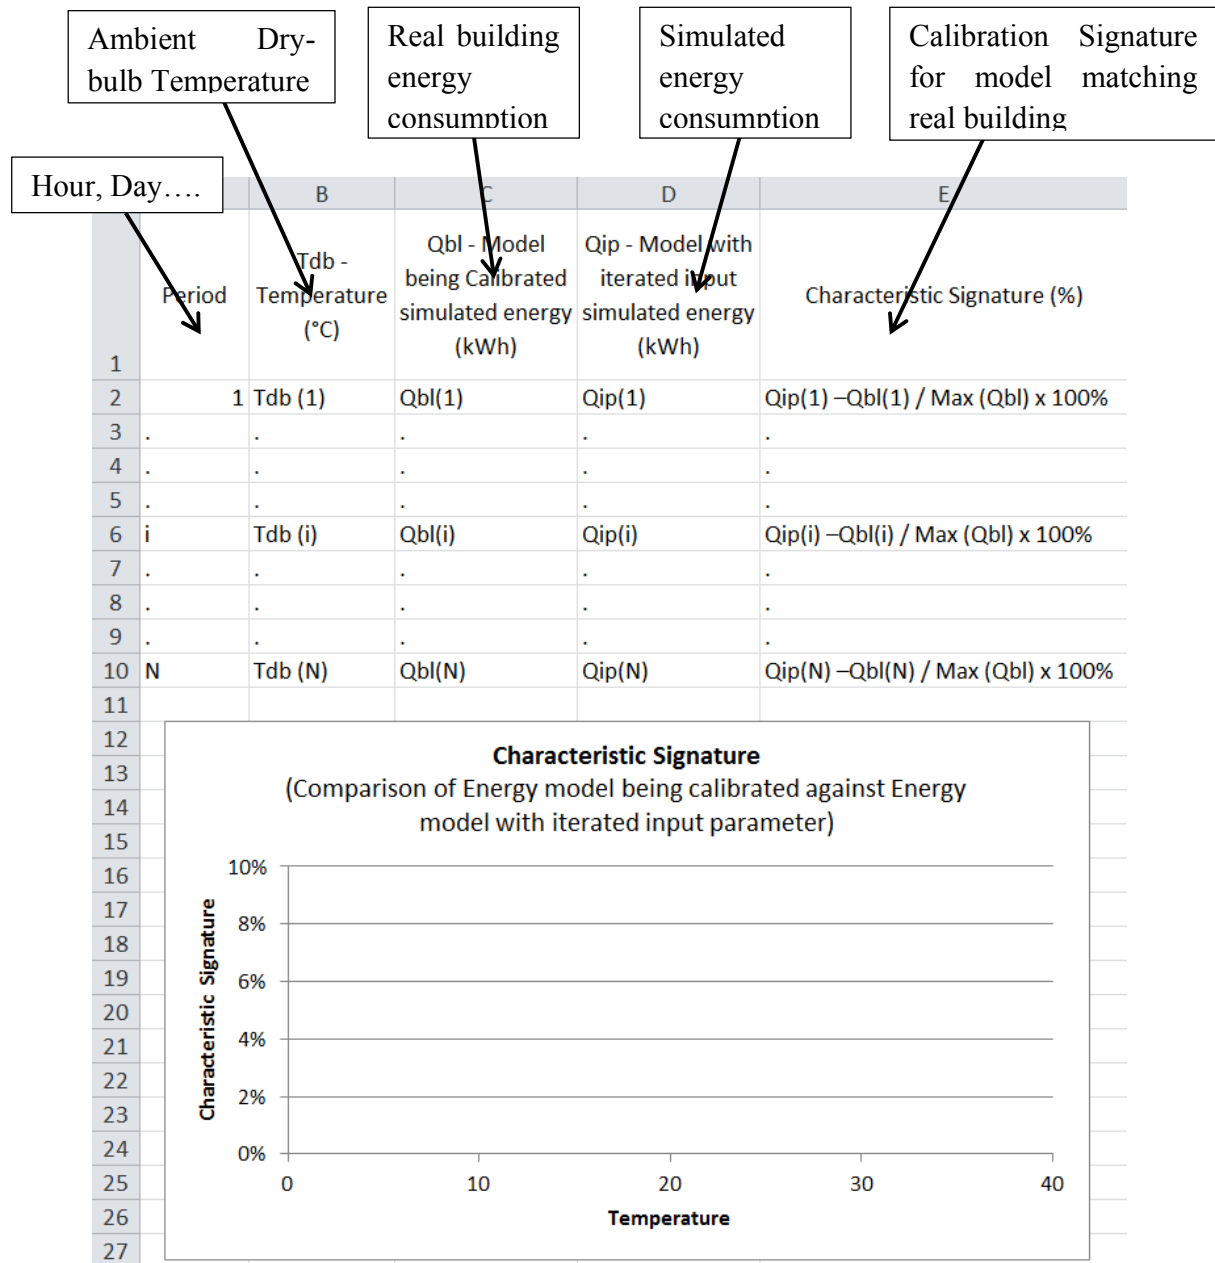 Ambient Dry-
bulb Temperature
Real building
energy
consumption
Simulated
energy
consumption
Calibration Signature
for model matching
real building
Hour, Day….
B C D E
1
Period
Tdb -
Temperature
(°C)
Qbl - Model
being Calibrated
simulated energy
(kWh)
Qip - Model with
iterated input
simulated energy
(kWh)
Characteristic Signature (%)
2 1 Tdb (1) Qbl(1) Qip(1) Qip(1) –Qbl(1) / Max (Qbl) x 100%
3 . . . . .
4 . . . . .
5 . . . . .
6 i Tdb (i) Qbl(i) Qip(i) Qip(i) –Qbl(i) / Max (Qbl) x 100%
7 . . . . .
8 . . . . .
9 . . . . .
10 N Tdb (N) Qbl(N) Qip(N) Qip(N) –Qbl(N) / Max (Qbl) x 100%
11
12
13
14
15
16
17
18
19
20
21
22
23
24
25
26
27
Characteristic Signature
(Comparison of Energy model being calibrated against Energy
model with iterated input parameter)
Characteristic Signature
10%
8%
6%
4%
2%
0%
0 10 20 30 40
Temperature